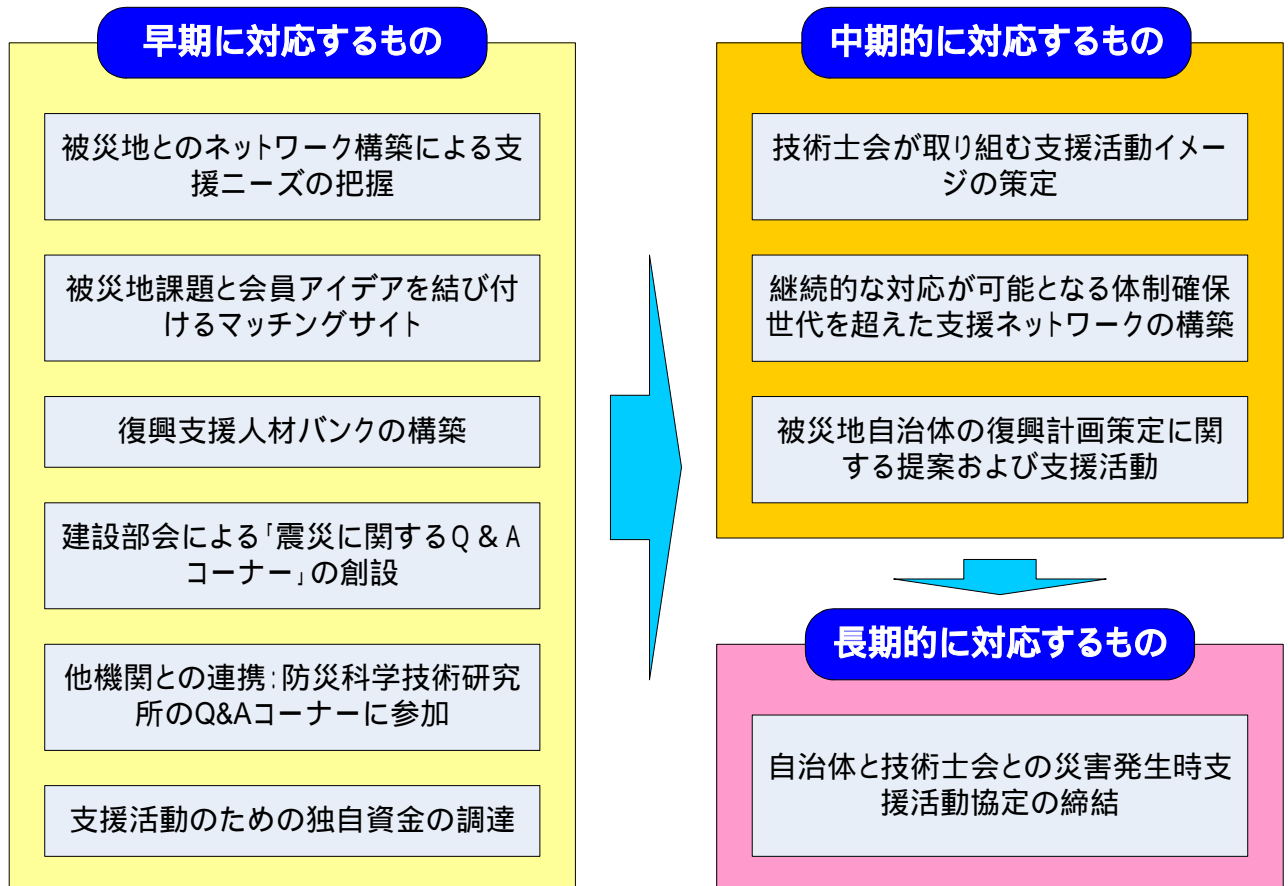 早期に対応するもの
被災地とのネットワーク構築による支
援ニーズの把握
被災地課題と会員アイデアを結び付
けるマッチングサイト
復興支援人材バンクの構築
建設部会による「震災に関するQ & A
コーナー」の創設
他機関との連携:防災科学技術研究
所のQ&Aコーナーに参加
支援活動のための独自資金の調達
中期的に対応するもの
技術士会が取り組む支援活動イメー
ジの策定
継続的な対応が可能となる体制確保
世代を超えた支援ネットワークの構築
被災地自治体の復興計画策定に関
する提案および支援活動
長期的に対応するもの
自治体と技術士会との災害発生時支
援活動協定の締結